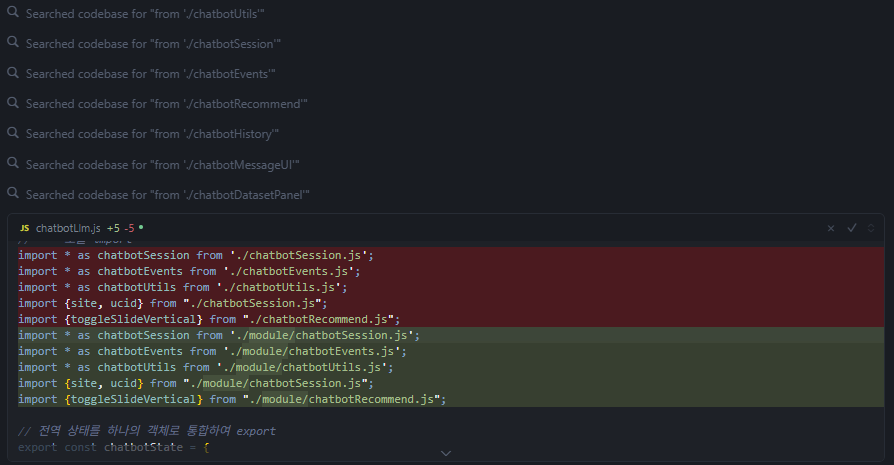 Searched codebase for "from './chatbotUtils'"
Searched codebase for "from './chatbotSession'"
Searched codebase for "from './chatbotEvents'"
Searched codebase for "from './chatbotRecommend'"
Searched codebase for "from './chatbotHistory'"
Searched codebase for "from './chatbotMessageUI'"
Searched codebase for "from './chatbotDatasetPanel'"
JS chatbotLlm.js +5 -5
import * as chatbotSession from './chatbotSession.js';
import * as chatbotEvents from './chatbotEvents.js';
import * as chatbotUtils from './chatbotUtils.js';
import {site, ucid} from "./chatbotSession.js";
import {toggleSlideVertical} from "./chatbotRecommend.js";
import * as chatbotSession from './module/chatbotSession.js';
import * as chatbotEvents from './module/chatbotEvents.js';
import * as chatbotUtils from './module/chatbotUtils.js';
import {site, ucid} from "./module/chatbotSession.js";
import {toggleSlideVertical} from "./module/chatbotRecommend.js";
// 전역 상태를 하나의 객체로 통합하여 export
export const chatbotState = {